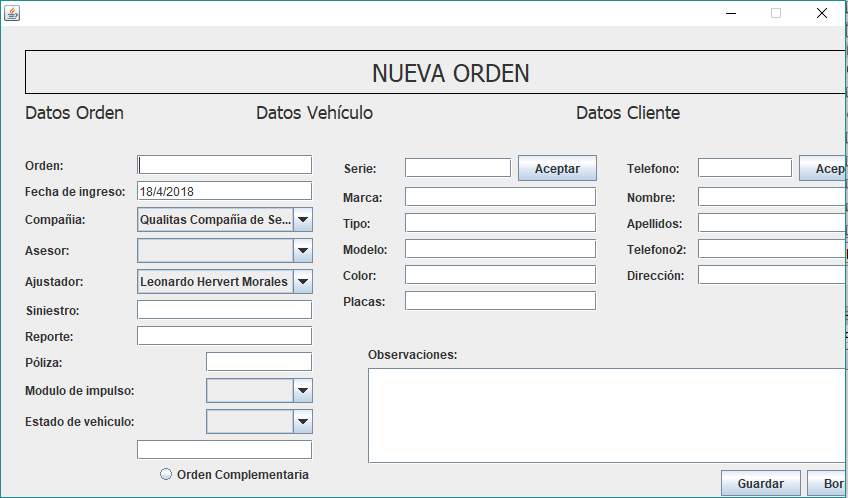 NUEVA ORDEN
Datos Orden
Datos Vehículo
Datos Cliente
Orden:
Fecha de ingreso: 18/4/2018
Compañia: Qualitas Compañía de Se...
Asesor:
Ajustador: Leonardo Hervert Morales
Siniestro:
Reporte:
Póliza:
Modulo de impulso:
Estado de vehículo:
Orden Complementaria
Serie: Aceptar
Marca:
Tipo:
Modelo:
Color:
Placas:
Telefono: Acep
Nombre:
Apellidos:
Telefono2:
Dirección:
Observaciones:
Guardar Bor